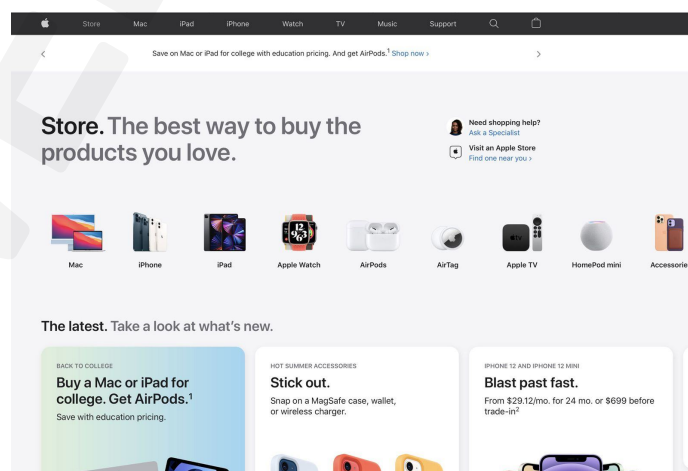 Store Mac iPad iPhone Watch TV Music Support
Save on Mac or iPad for college with education pricing. And get AirPods.¹ Shop now ›
Store. The best way to buy the
products you love.
Need shopping help?
Ask a Specialist
Visit an Apple Store
Find one near you ›
Mac iPhone iPad Apple Watch AirPods AirTag Apple TV HomePod mini Accessorie
The latest. Take a look at what's new.
BACK TO COLLEGE
Buy a Mac or iPad for
college. Get AirPods.¹
Save with education pricing.
HOT SUMMER ACCESSORIES
Stick out.
Snap on a MagSafe case, wallet,
or wireless charger.
IPHONE 12 AND IPHONE 12 MINI
Blast past fast.
From $29.12/mo. for 24 mo. or $699 before
trade-in²